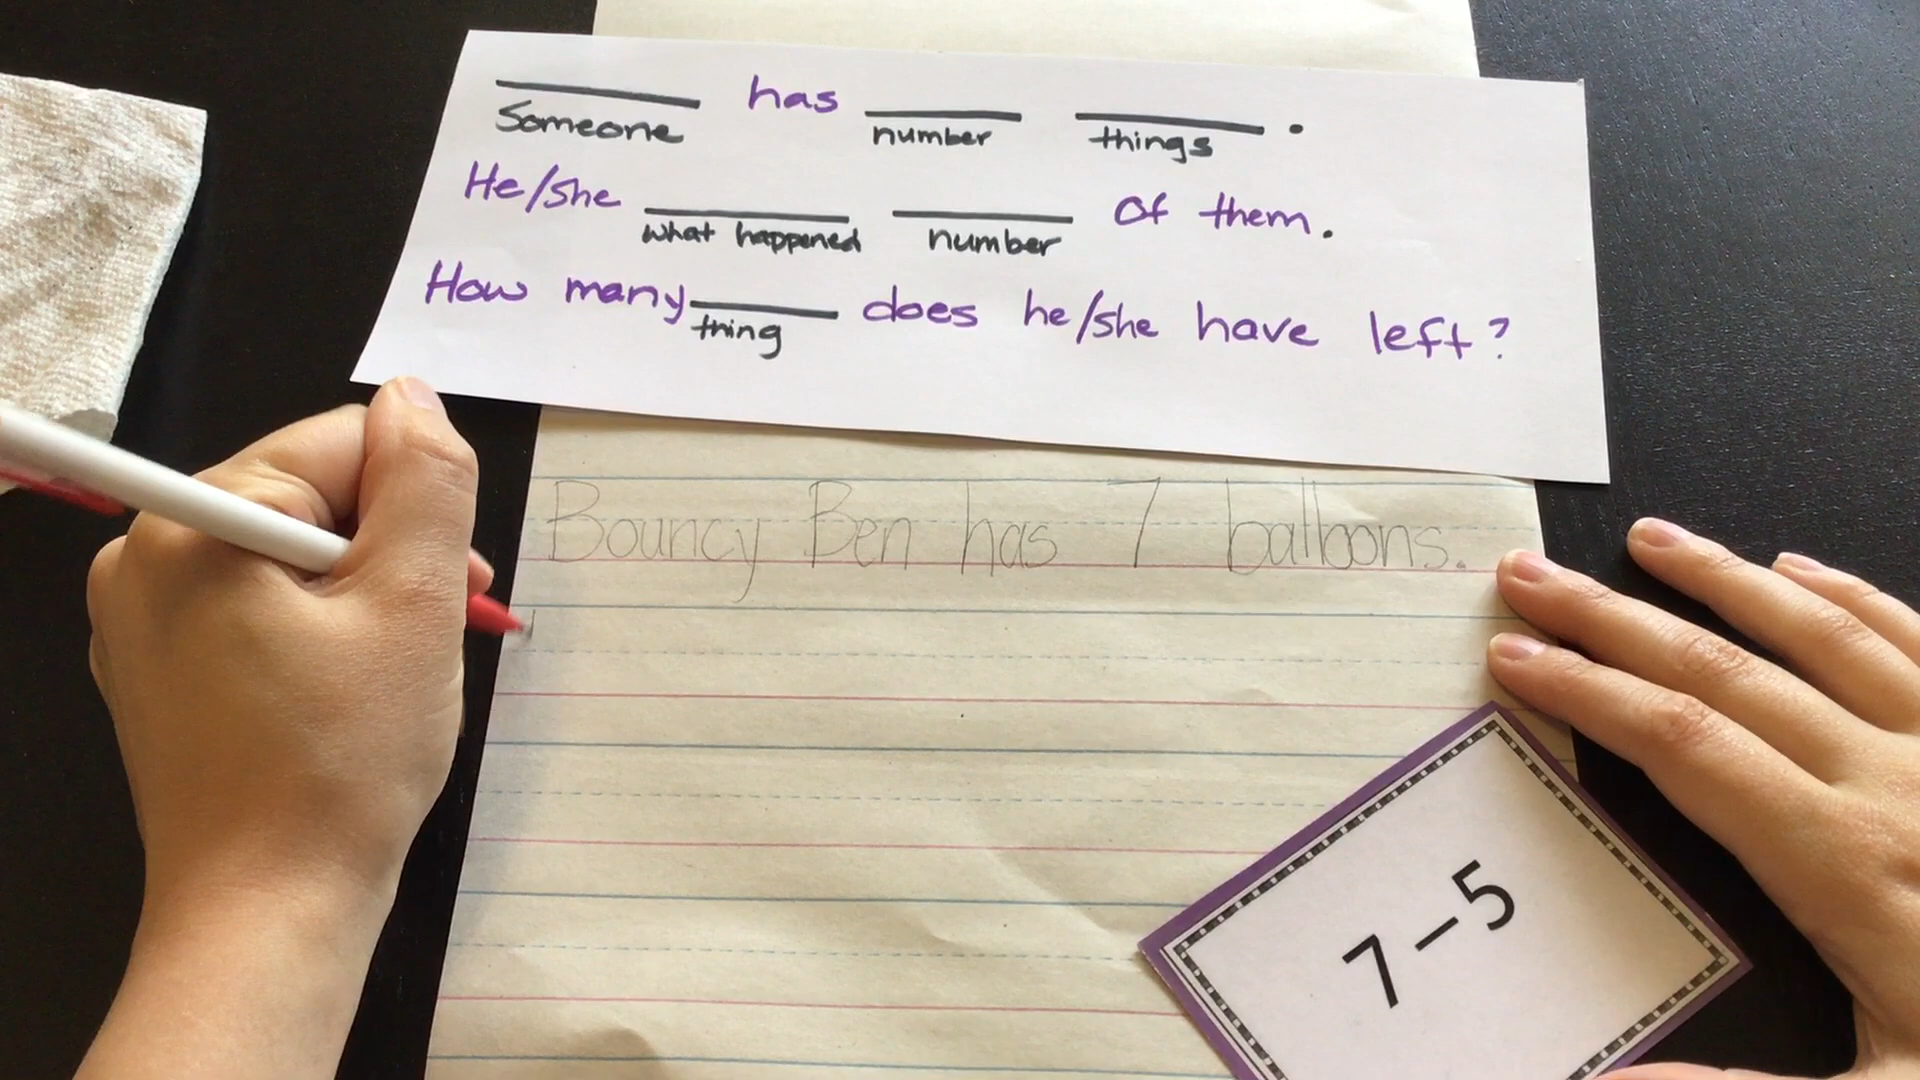 has .
Someone number things
He/she of them.
what happened number
How many does he/she have left?
thing
Bouncy Ben has 7 balloons.
7-5